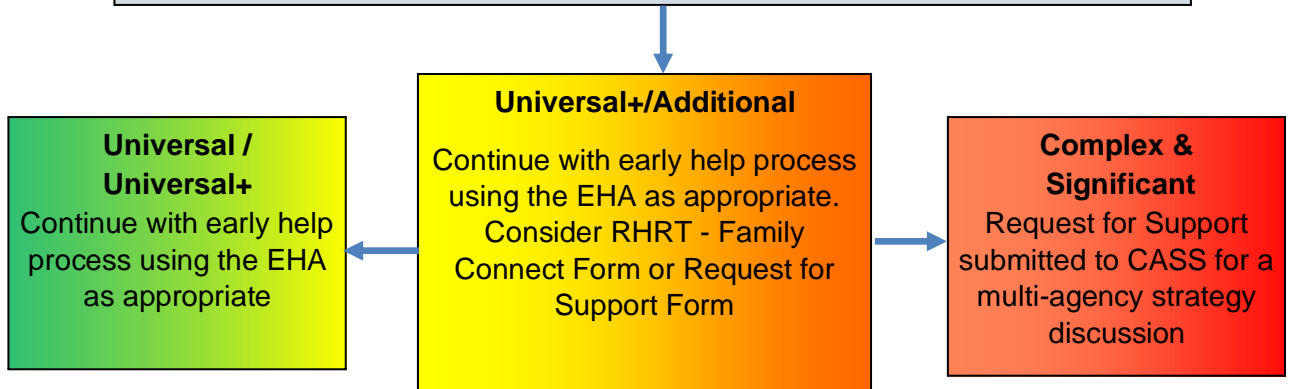 Universal /
Universal+
Continue with early help
process using the EHA
as appropriate
Universal+/Additional
Continue with early help process
using the EHA as appropriate.
Consider RHRT - Family
Connect Form or Request for
Support Form
Complex &
Significant
Request for Support
submitted to CASS for a
multi-agency strategy
discussion